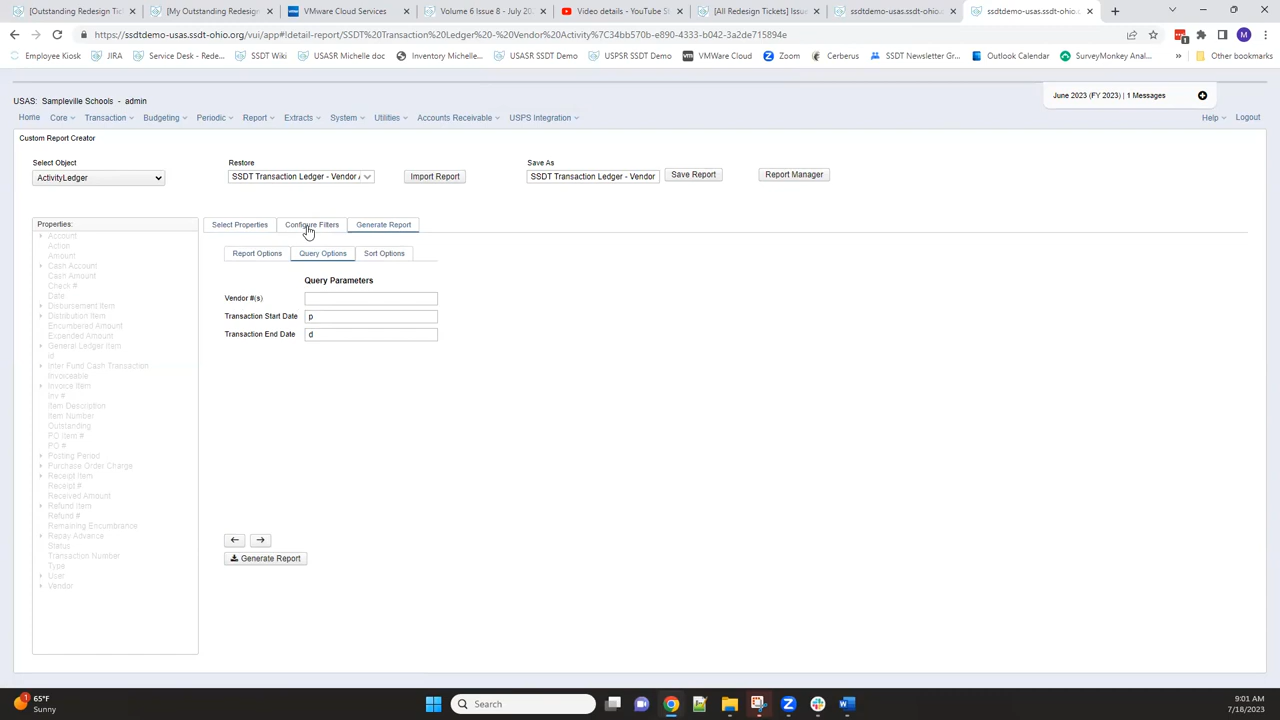 [Outstanding Redesign Tic
[My Outstanding Redesign
VMware Cloud Services
Volume 6 Issue 8 - July 20
Video details - YouTube St
[All Redesign Tickets] Issue
ssdtdemo-usas.ssdt-ohio.
ssdtdemo-usas.ssdt-ohio.o
https://ssdtdemo-usas.ssdt-ohio.org/vui/app#!detail-report/SSDT%20Transaction%20Ledger%20-%20Vendor%20Activity%7C34bb570b-e890-4333-b042-3a2de715894e
Employee Kiosk
JIRA
Service Desk - Rede...
SSDT Wiki
USASR Michelle doc
Inventory Michelle...
USASR SSDT Demo
USPSR SSDT Demo
VMWare Cloud
Zoom
Cerberus
SSDT Newsletter Gr...
Outlook Calendar
SurveyMonkey Anal...
Other bookmarks
USAS: Sampleville Schools - admin
June 2023 (FY 2023) | 1 Messages
Home Core Transaction Budgeting Periodic Report Extracts System Utilities Accounts Receivable USPS Integration Help Logout
Custom Report Creator
Select Object
Restore
Save As
ActivityLedger
SSDT Transaction Ledger - Vendor
Import Report
SSDT Transaction Ledger - Vendor
Save Report
Report Manager
Properties:
Account
Action
Amount
Cash Account
Cash Amount
Check #
Date
Disbursement Item
Distribution Item
Encumbered Amount
Expended Amount
General Ledger Item
id
Inter Fund Cash Transaction
Invoiceable
Invoice Item
Inv #
Item Description
Item Number
Outstanding
PO Item #
PO #
Posting Period
Purchase Order Charge
Receipt Item
Receipt #
Received Amount
Refund Item
Refund #
Remaining Encumbrance
Repay Advance
Status
Transaction Number
Type
User
Vendor
Select Properties
Configure Filters
Generate Report
Report Options
Query Options
Sort Options
Query Parameters
Vendor #(s)
Transaction Start Date p
Transaction End Date d
Generate Report
65°F
Sunny
Search
9:01 AM
7/18/2023